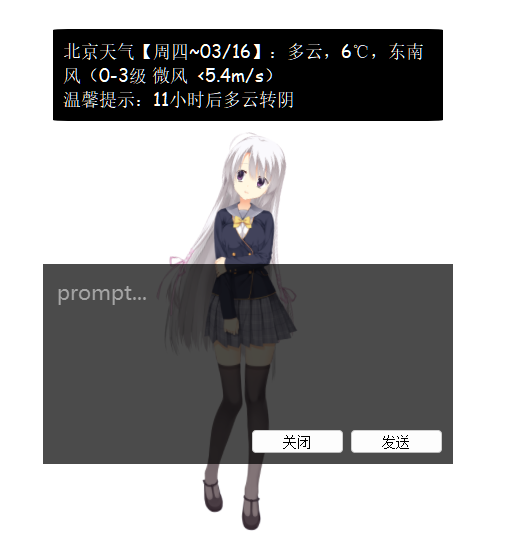 北京天气【周四~03/16】：多云，6℃，东南
风（0-3级 微风 <5.4m/s）
温馨提示：11小时后多云转阴
prompt...
关闭 发送